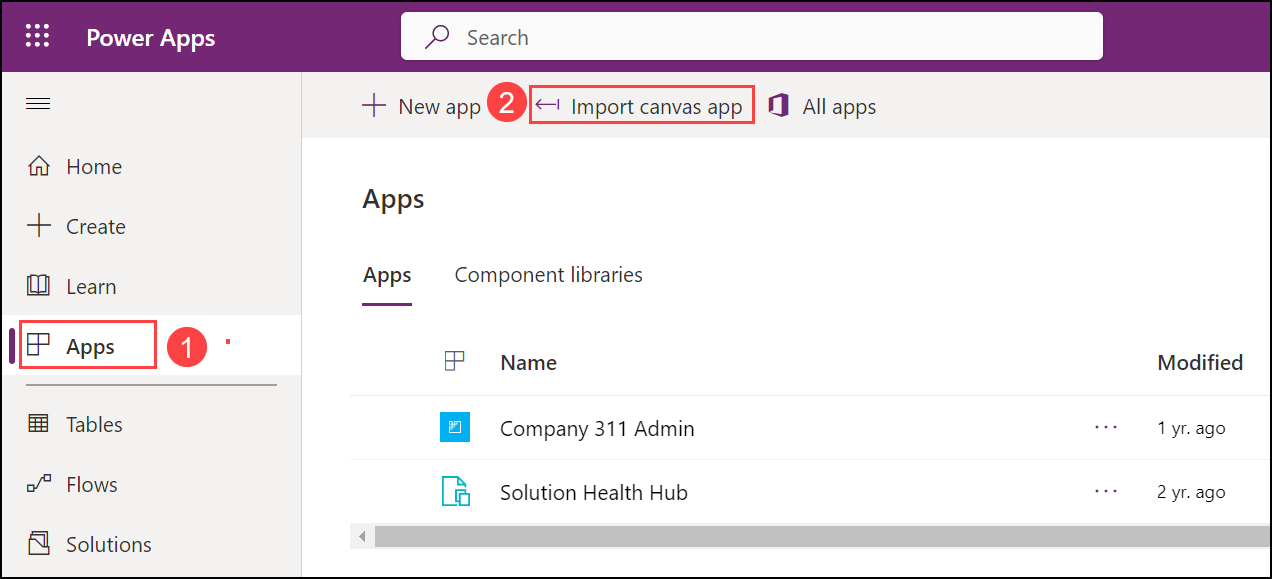 Power Apps
Search
New app
2
Import canvas app
All apps
Home
Create
Learn
Apps
1
Tables
Flows
Solutions
Apps
Apps
Component libraries
Name
Modified
Company 311 Admin
...
1 yr. ago
Solution Health Hub
...
2 yr. ago